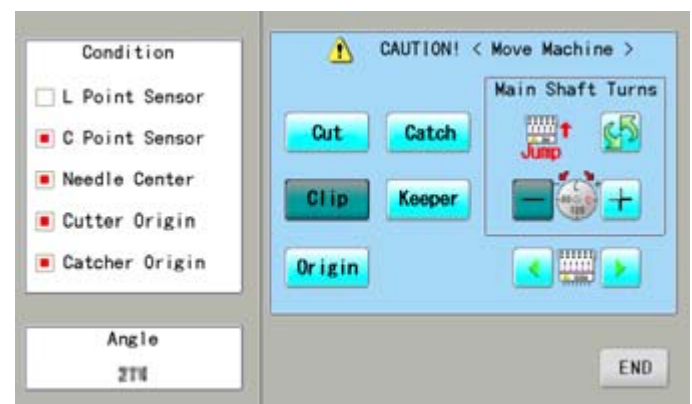 Condition
L Point Sensor
C Point Sensor
Needle Center
Cutter Origin
Catcher Origin
Angle
CAUTION! < Move Machine >
Main Shaft Turns
Cut
Catch
Jump
Clip
Keeper
Origin
END